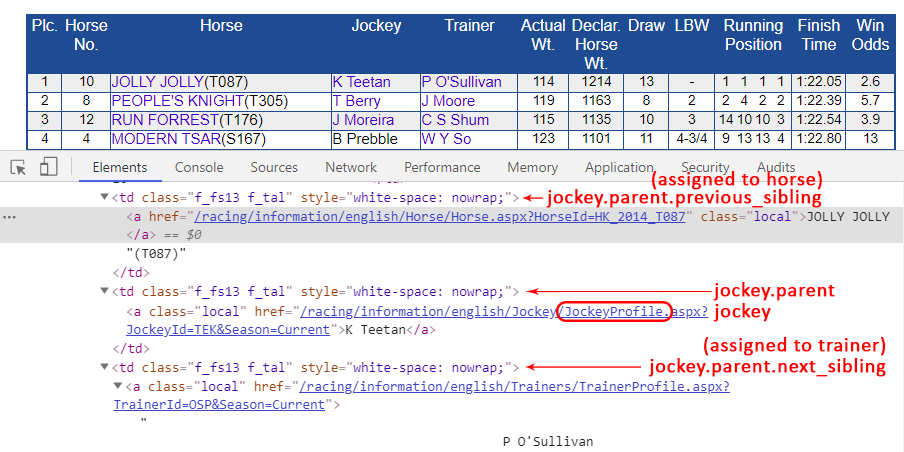 Plc. Horse No. Horse Jockey Trainer Actual Wt. Declar. Horse Wt. Draw LBW Running Position Finish Time Win Odds
1 10 JOLLY JOLLY(T087) K Teetan P O'Sullivan 114 1214 13 - 1 1 1 1 1:22.05 2.6
2 8 PEOPLE'S KNIGHT(T305) T Berry J Moore 119 1163 8 2 2 4 2 2 1:22.39 5.7
3 12 RUN FORREST(T176) J Moreira C S Shum 115 1135 10 3 14 10 10 3 1:22.54 3.9
4 4 MODERN TSAR(S167) B Prebble W Y So 123 1101 11 4-3/4 9 13 13 4 1:22.80 13
Elements Console Sources Network Performance Memory Application Security Audits
(assigned to horse)
<td class="f_fs13 f_tal" style="white-space: nowrap;"> jockey.parent.previous_sibling
... <a href="/racing/information/english/Horse/Horse.aspx?HorseId=HK_2014_T087" class="local">JOLLY JOLLY
</a> == $0
"(T087)"
</td>
<td class="f_fs13 f_tal" style="white-space: nowrap;"> jockey.parent
<a class="local" href="/racing/information/english/Jockey/JockeyProfile.aspx? jockey
JockeyId=TEK&Season=Current">K Teetan</a>
</td>
(assigned to trainer)
<td class="f_fs13 f_tal" style="white-space: nowrap;"> jockey.parent.next_sibling
<a class="local" href="/racing/information/english/Trainers/TrainerProfile.aspx?
TrainerId=OSP&Season=Current">
"
P O'Sullivan